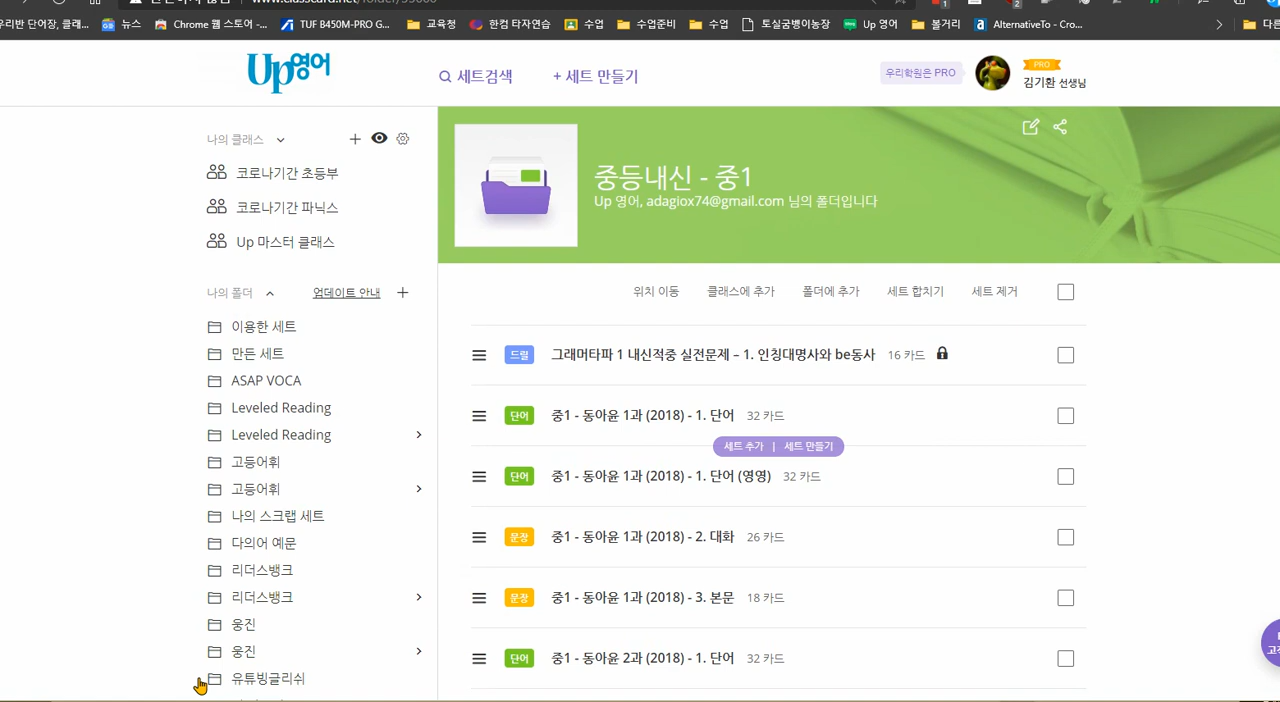 www.classcard.net/folder/
우리반 단어장, 클래...
뉴스
Chrome 웹 스토어 -...
TUF B450M-PRO G...
교육청
한컴 타자연습
수업
수업준비
수업
토실굼벵이농장
Up 영어
볼거리
AlternativeTo - Cro...
Up영어
세트검색
+ 세트 만들기
우리학원은 PRO
PRO
김기환 선생님
나의 클래스
코로나기간 초등부
코로나기간 파닉스
Up 마스터 클래스
나의 폴더
업데이트 안내
이용한 세트
만든 세트
ASAP VOCA
Leveled Reading
Leveled Reading
고등어휘
고등어휘
나의 스크랩 세트
다의어 예문
리더스뱅크
리더스뱅크
웅진
웅진
유튜빙글리쉬
중등내신 - 중1
Up 영어, adagiox74@gmail.com 님의 폴더입니다
위치 이동 클래스에 추가 폴더에 추가 세트 합치기 세트 제거
드릴 그래머타파 1 내신적중 실전문제 – 1. 인칭대명사와 be동사 16 카드
단어 중1 - 동아윤 1과 (2018) - 1. 단어 32 카드
세트 추가 | 세트 만들기
단어 중1 - 동아윤 1과 (2018) - 1. 단어 (영영) 32 카드
문장 중1 - 동아윤 1과 (2018) - 2. 대화 26 카드
문장 중1 - 동아윤 1과 (2018) - 3. 본문 18 카드
단어 중1 - 동아윤 2과 (2018) - 1. 단어 32 카드